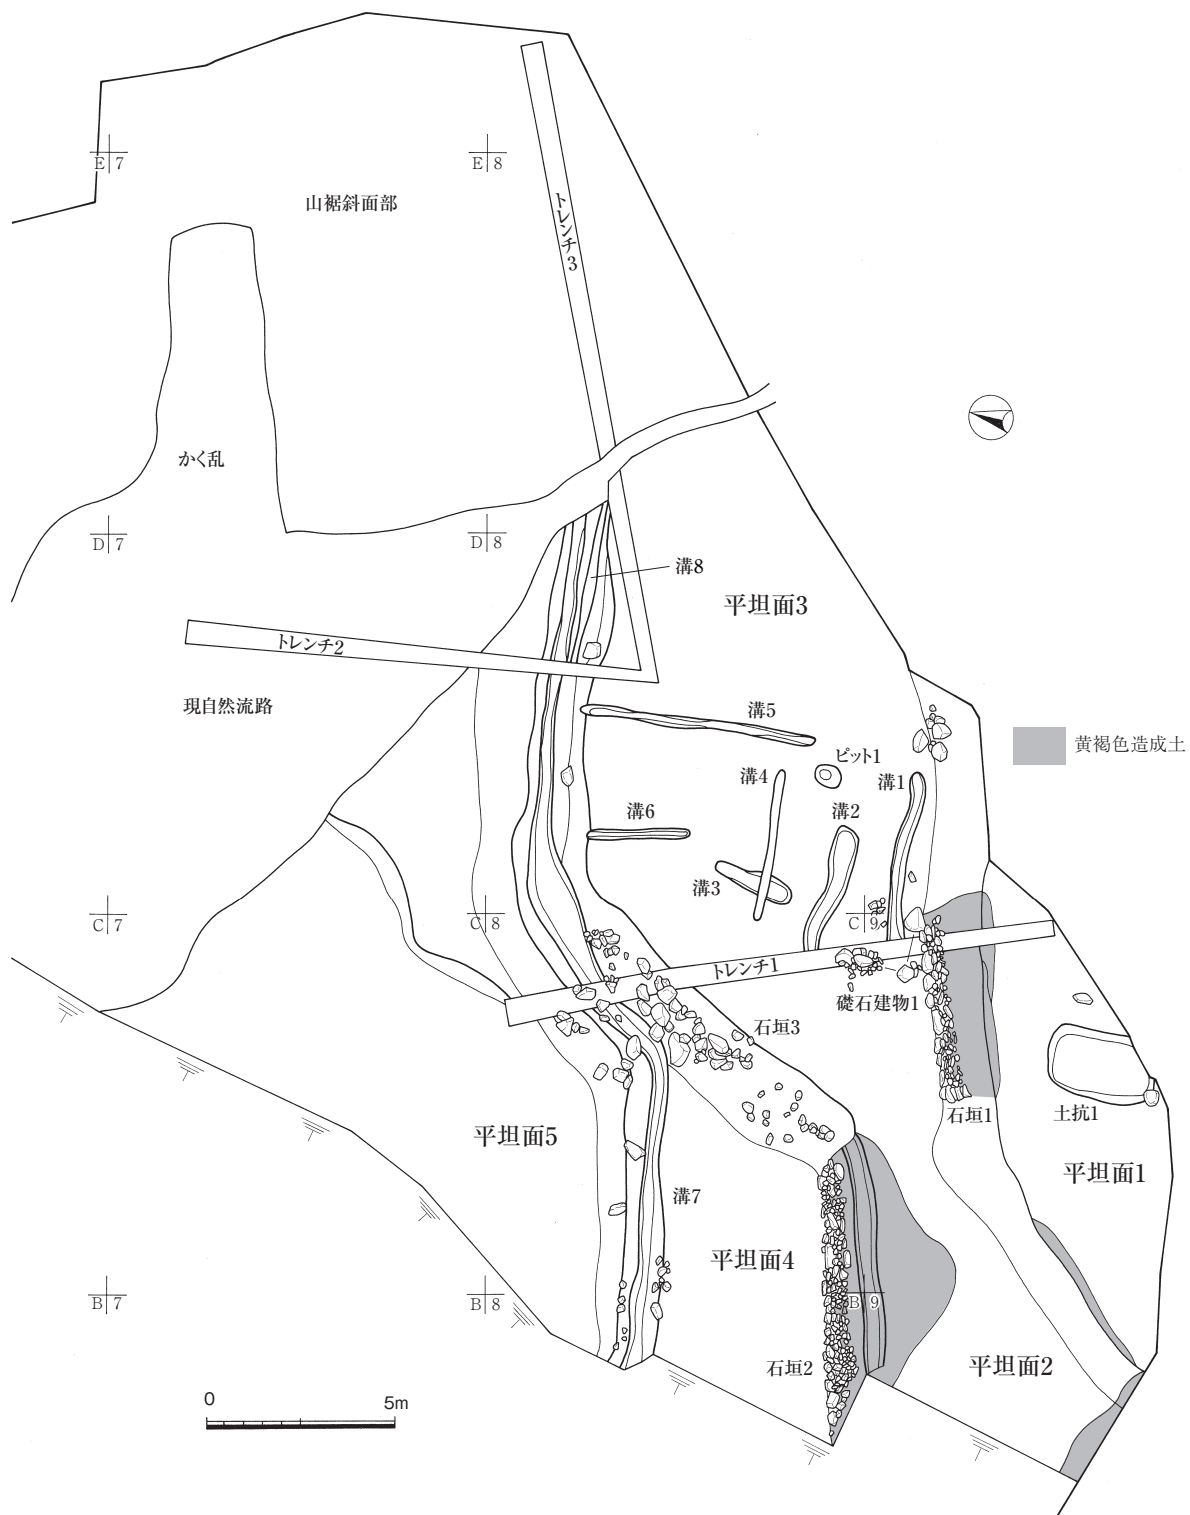 E 7
E 8
山裾斜面部
トレンチ3
かく乱
D 7
D 8
溝8
平坦面3
トレンチ2
現自然流路
溝5
黄褐色造成土
ピット1
溝4
溝1
溝6
溝2
溝3
C 7
C 8
C 9
トレンチ1
礎石建物1
石垣3
石垣1
土抗1
平坦面5
平坦面1
溝7
平坦面4
B 7
B 8
B 9
石垣2
平坦面2
0 5m